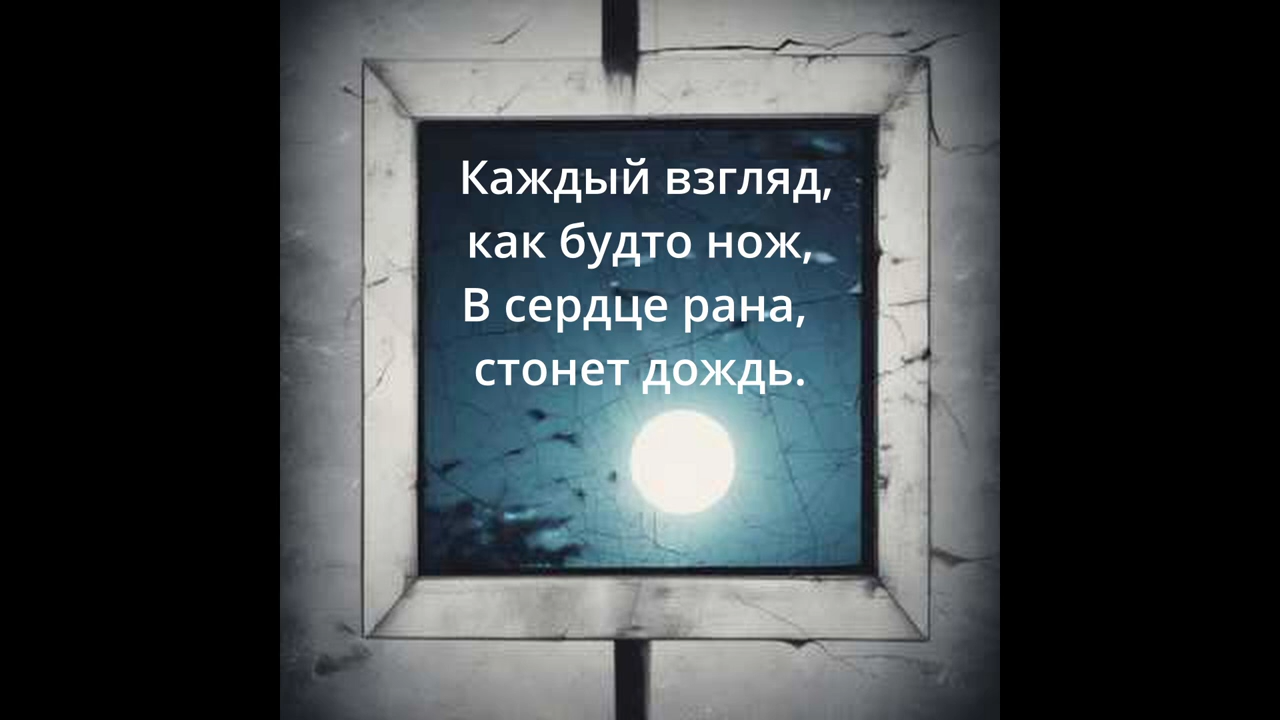 Каждый взгляд,
как будто нож,
В сердце рана,
стонет дождь.